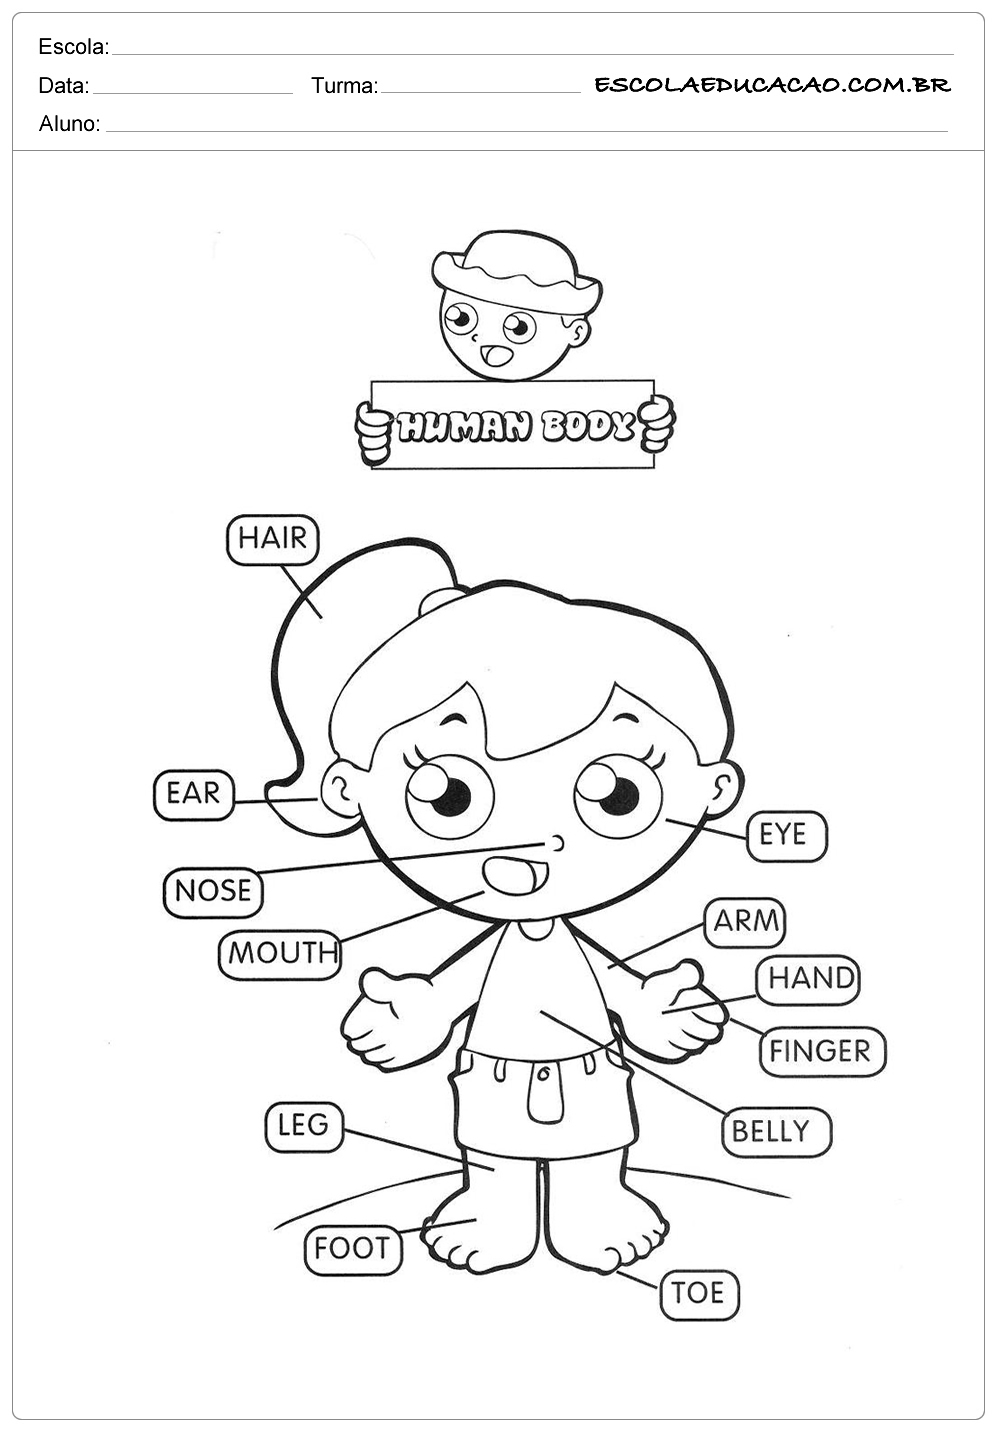 Escola:
Data: Turma: ESCOLAEDUCACAO.COM.BR
Aluno:
HUMAN BODY
HAIR
EAR
EYE
NOSE
ARM
MOUTH
HAND
FINGER
LEG
BELLY
FOOT
TOE